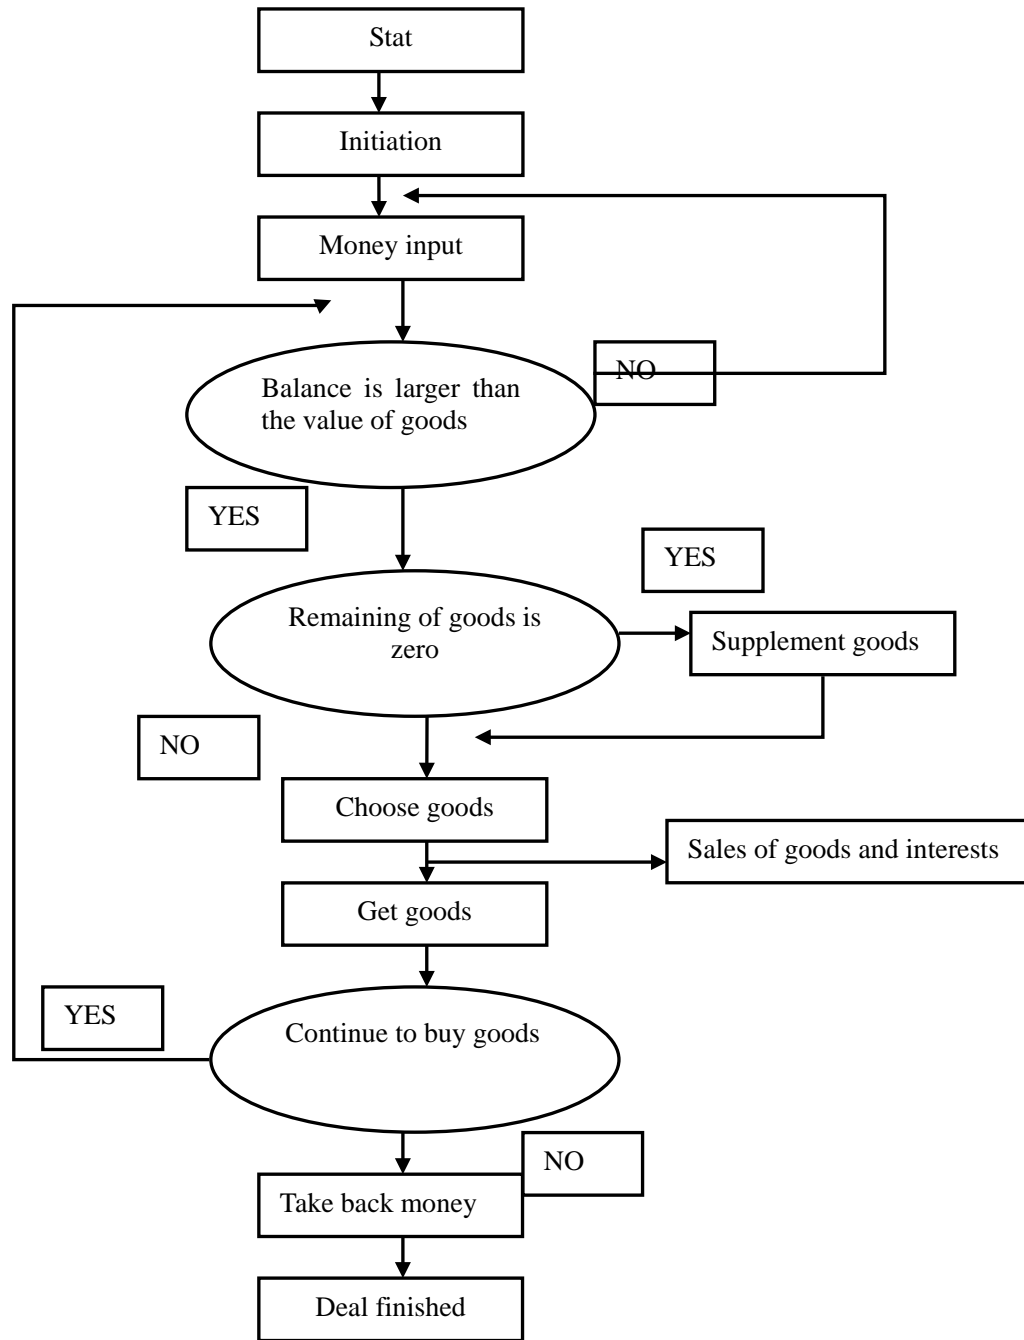 Stat
Initiation
Money input
Balance is larger than
the value of goods
NO
YES
YES
Remaining of goods is
zero
Supplement goods
NO
Choose goods
Sales of goods and interests
Get goods
YES
Continue to buy goods
NO
Take back money
Deal finished